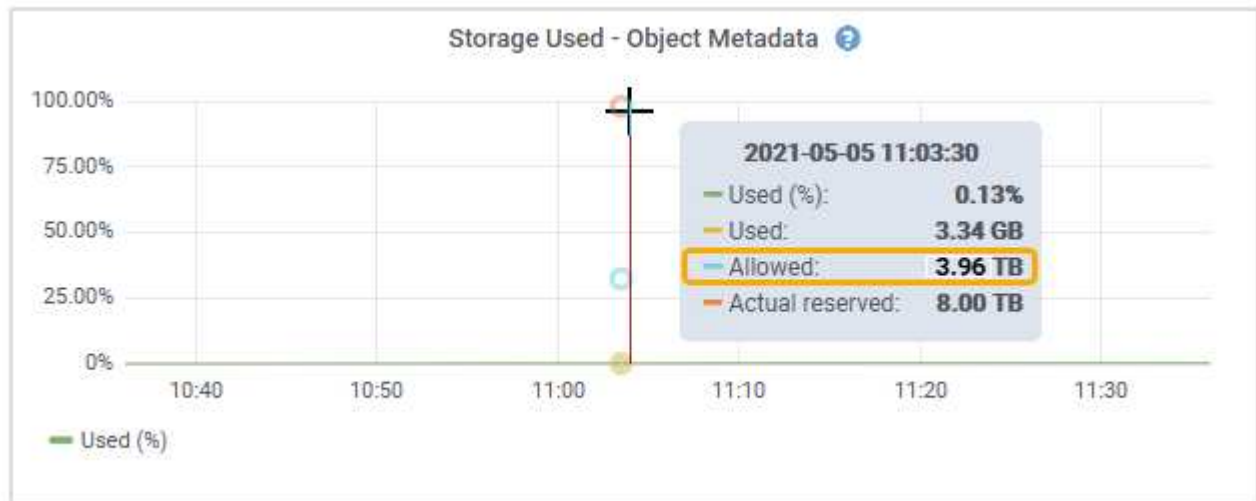 Storage Used - Object Metadata ?
100.00%
75.00%
50.00%
25.00%
0%
2021-05-05 11:03:30
Used (%): 0.13%
Used: 3.34 GB
Allowed: 3.96 TB
Actual reserved: 8.00 TB
10:40 10:50 11:00 11:10 11:20 11:30
Used (%)